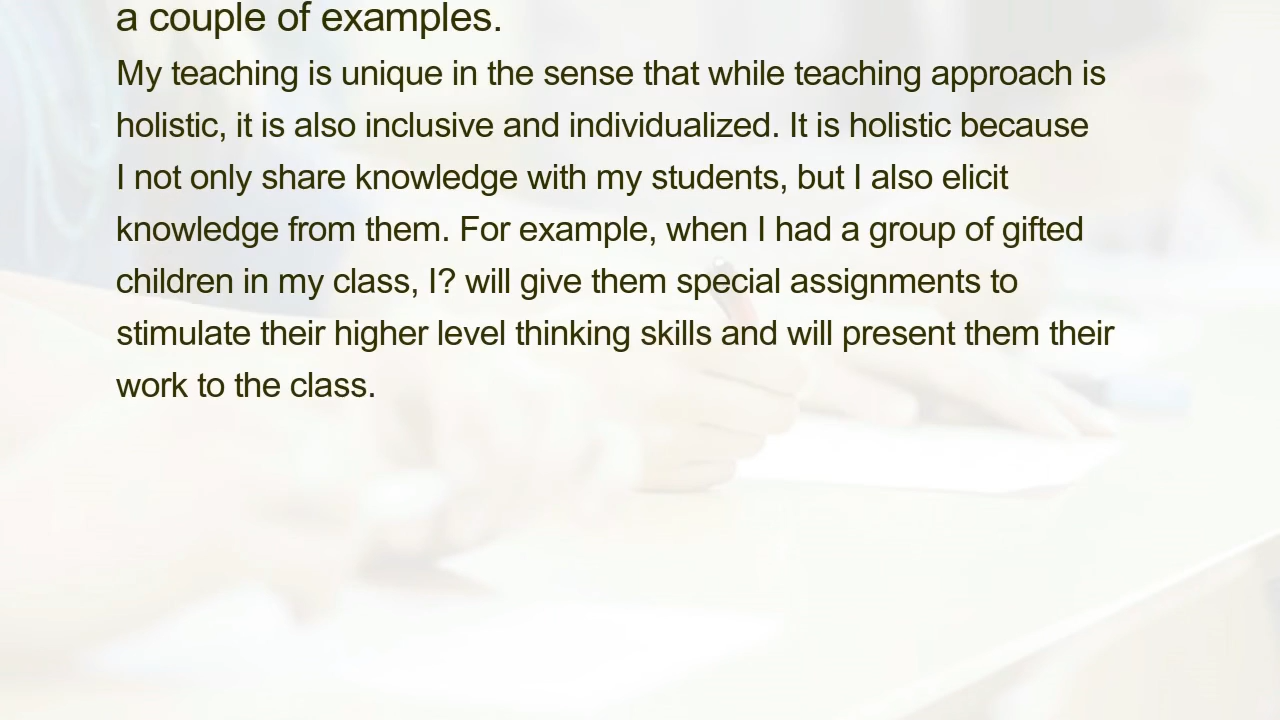 a couple of examples.
My teaching is unique in the sense that while teaching approach is
holistic, it is also inclusive and individualized. It is holistic because
I not only share knowledge with my students, but I also elicit
knowledge from them. For example, when I had a group of gifted
children in my class, I? will give them special assignments to
stimulate their higher level thinking skills and will present them their
work to the class.